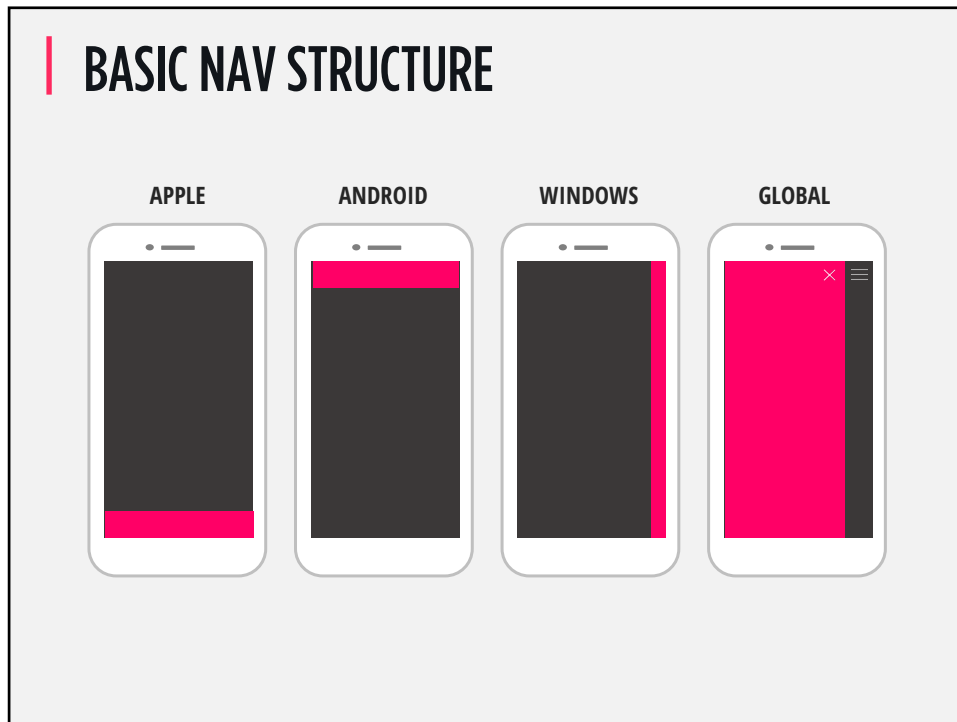 BASIC NAV STRUCTURE
APPLE
ANDROID
WINDOWS
GLOBAL